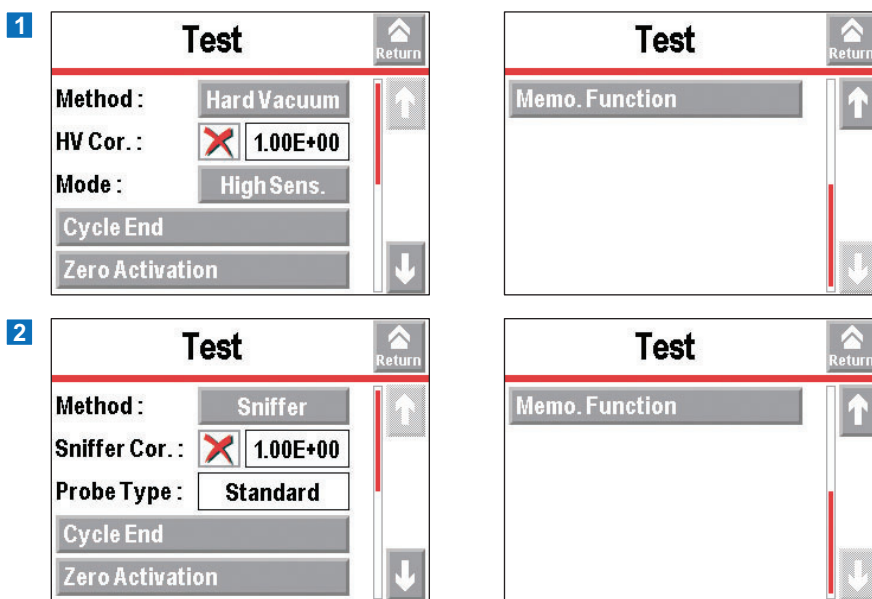 1
Test
Return
Method :
Hard Vacuum
HV Cor. :
1.00E+00
Mode :
High Sens.
Cycle End
Zero Activation
Test
Return
Memo. Function
2
Test
Return
Method :
Sniffer
Sniffer Cor. :
1.00E+00
Probe Type :
Standard
Cycle End
Zero Activation
Test
Return
Memo. Function